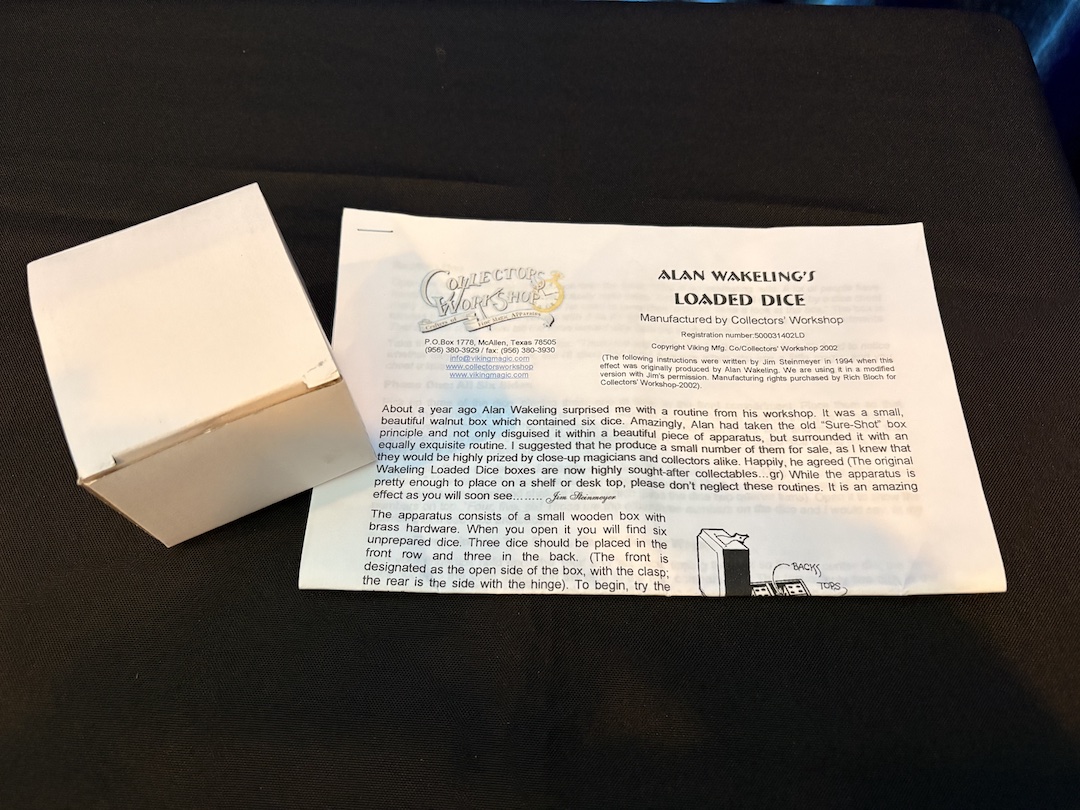 COLLECTORS
WORKSHOP
P.O.Box 1778, McAllen, Texas 78505
(956) 380-3929 / fax: (956) 380-3930
info@vikingmagic.com
www.collectorsworkshop
www.vikingmagic.com
ALAN WAKELING'S
LOADED DICE
Manufactured by Collectors' Workshop
Registration number:500031402LD
Copyright Viking Mfg. Co/Collectors' Workshop 2002
(The following instructions were written by Jim Steinmeyer in 1994 when this
effect was originally produced by Alan Wakeling. We are using it in a modified
version with Jim's permission. Manufacturing rights purchased by Rich Bloch for
Collectors' Workshop-2002).
About a year ago Alan Wakeling surprised me with a routine from his workshop. It was a small,
beautiful walnut box which contained six dice. Amazingly, Alan had taken the old "Sure-Shot" box
principle and not only disguised it within a beautiful piece of apparatus, but surrounded it with an
equally exquisite routine. I suggested that he produce a small number of them for sale, as I knew that
they would be highly prized by close-up magicians and collectors alike. Happily, he agreed (The original
Wakeling Loaded Dice boxes are now highly sought-after collectables...gr) While the apparatus is
pretty enough to place on a shelf or desk top, please don't neglect these routines. It is an amazing
effect as you will soon see........ Jim Steinmeyer
The apparatus consists of a small wooden box with
brass hardware. When you open it you will find six
unprepared dice. Three dice should be placed in the
front row and three in the back. (The front is
designated as the open side of the box, with the clasp;
the rear is the side with the hinge). To begin, try the
BACKS
TOPS